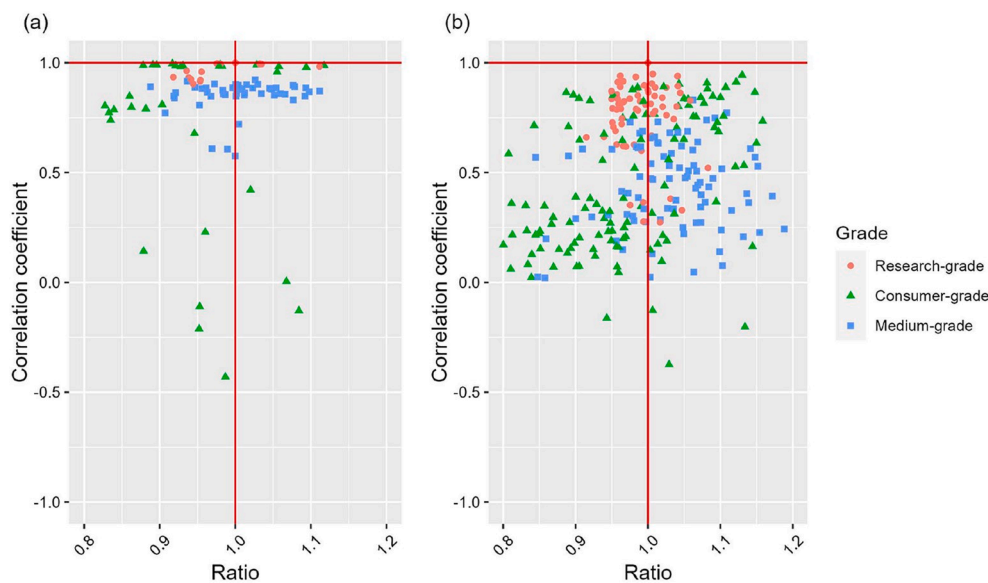 (a)
(b)
Correlation coefficient
1.0
0.5
0.0
-0.5
-1.0
0.8
0.9
1.0
1.1
1.2
Ratio
Correlation coefficient
1.0
0.5
0.0
-0.5
-1.0
0.8
0.9
1.0
1.1
1.2
Ratio
Grade
Research-grade
Consumer-grade
Medium-grade